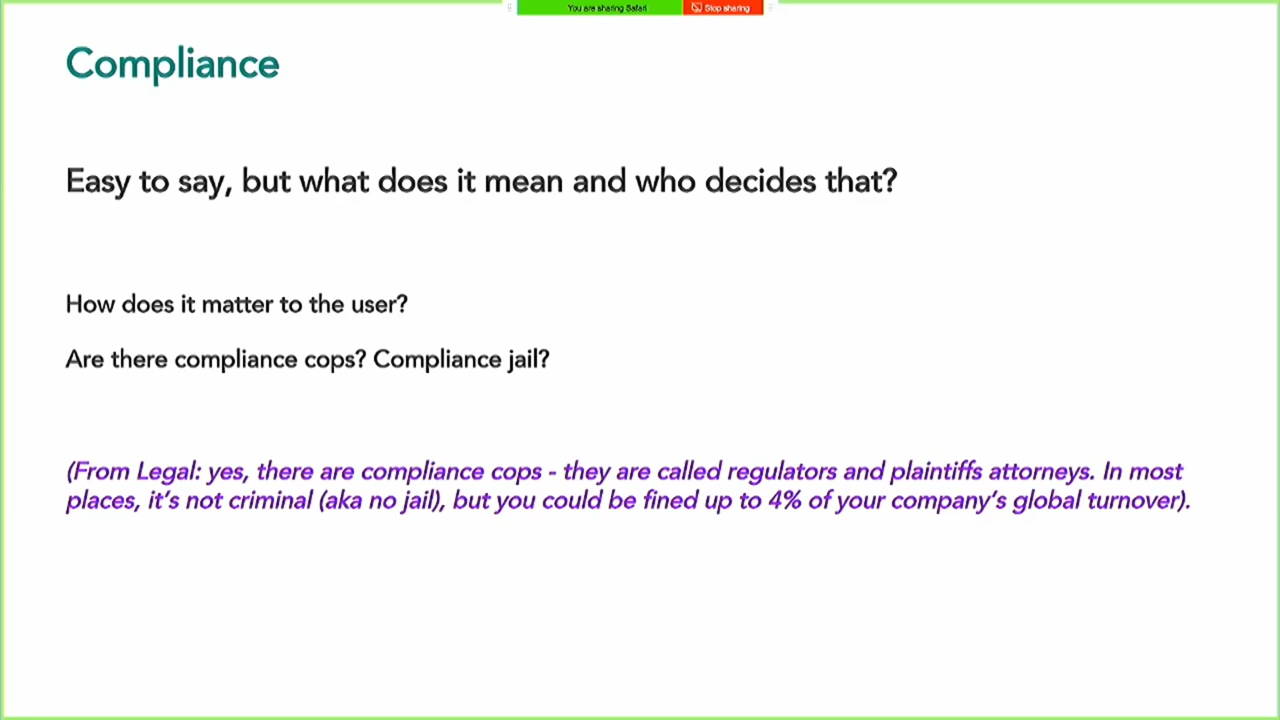 You are sharing Safari
Stop sharing
Compliance
Easy to say, but what does it mean and who decides that?
How does it matter to the user?
Are there compliance cops? Compliance jail?
(From Legal: yes, there are compliance cops - they are called regulators and plaintiffs attorneys. In most
places, it’s not criminal (aka no jail), but you could be fined up to 4% of your company’s global turnover).